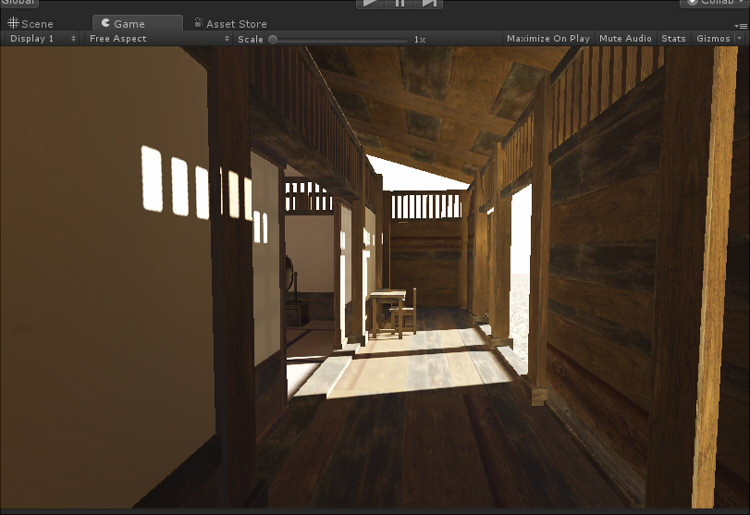 Global
Collab
Scene Game Asset Store
Display 1 Free Aspect Scale 1x Maximize On Play Mute Audio Stats Gizmos